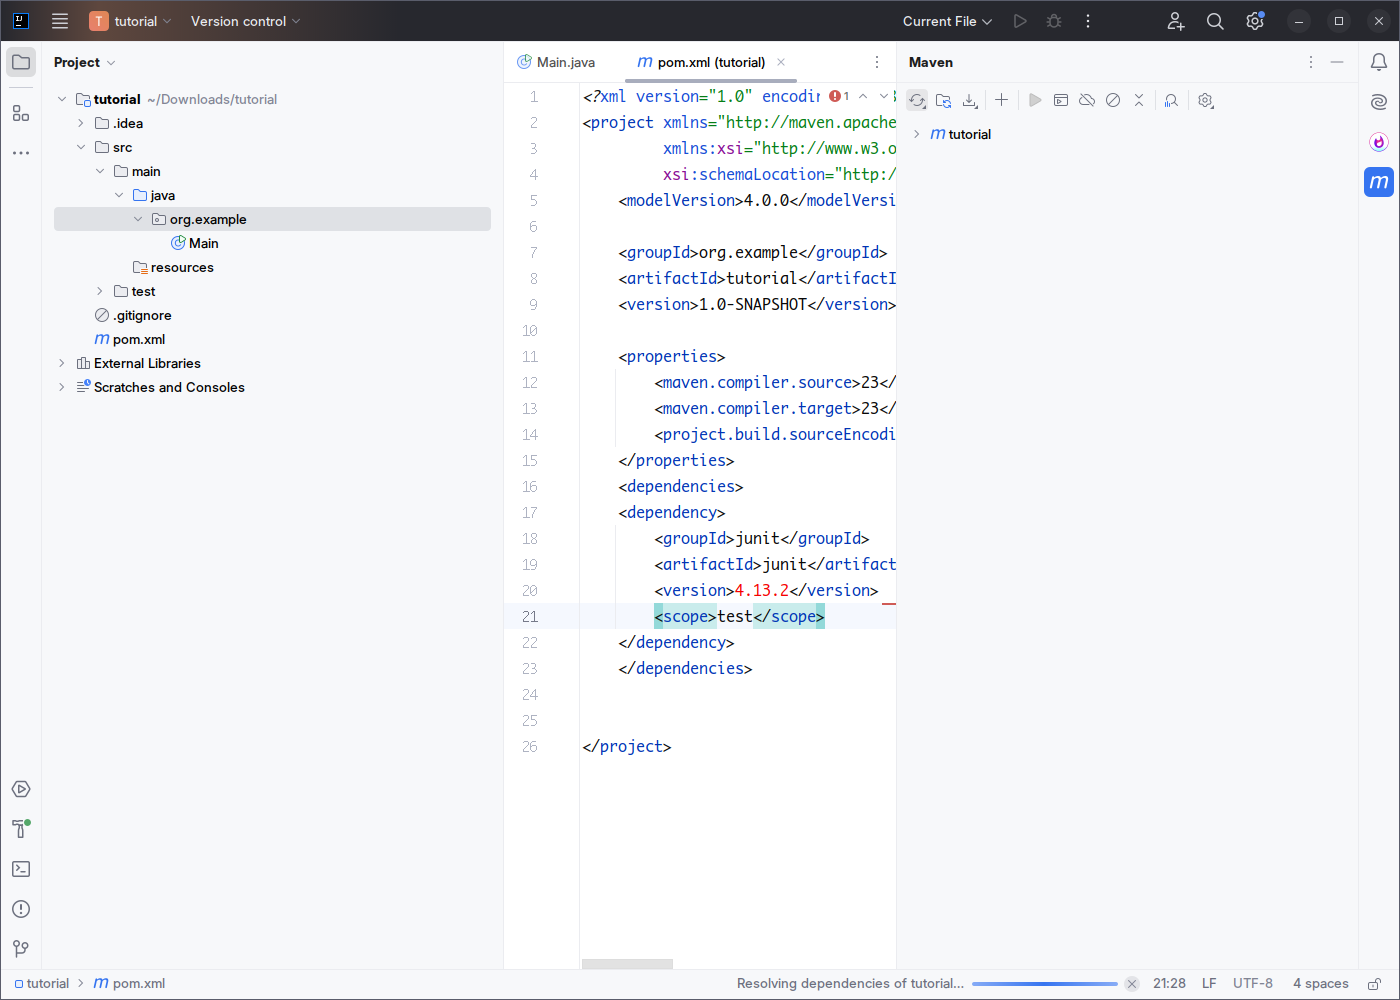 T tutorial Version control Current File
Project
tutorial ~/Downloads/tutorial
.idea
src
main
java
org.example
Main
resources
test
.gitignore
m pom.xml
External Libraries
Scratches and Consoles
Main.java
m pom.xml (tutorial)
1 <?xml version="1.0" encodin
1
2 <project xmlns="http://maven.apache
3 xmlns:xsi="http://www.w3.o
4 xsi:schemaLocation="http:/
5 <modelVersion>4.0.0</modelVersi
6
7 <groupId>org.example</groupId>
8 <artifactId>tutorial</artifactI
9 <version>1.0-SNAPSHOT</version>
10
11 <properties>
12 <maven.compiler.source>23</
13 <maven.compiler.target>23</
14 <project.build.sourceEncodi
15 </properties>
16 <dependencies>
17 <dependency>
18 <groupId>junit</groupId>
19 <artifactId>junit</artifact
20 <version>4.13.2</version>
21 <scope>test</scope>
22 </dependency>
23 </dependencies>
24
25
26 </project>
Maven
m tutorial
m
tutorial
m pom.xml
Resolving dependencies of tutorial...
21:28 LF UTF-8 4 spaces